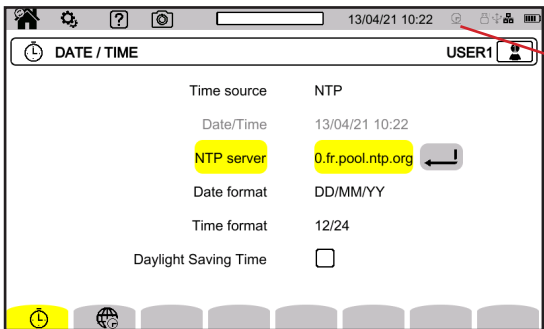 ?
13/04/21 10:22
DATE / TIME
USER1
Time source NTP
Date/Time 13/04/21 10:22
NTP server 0.fr.pool.ntp.org
Date format DD/MM/YY
Time format 12/24
Daylight Saving Time